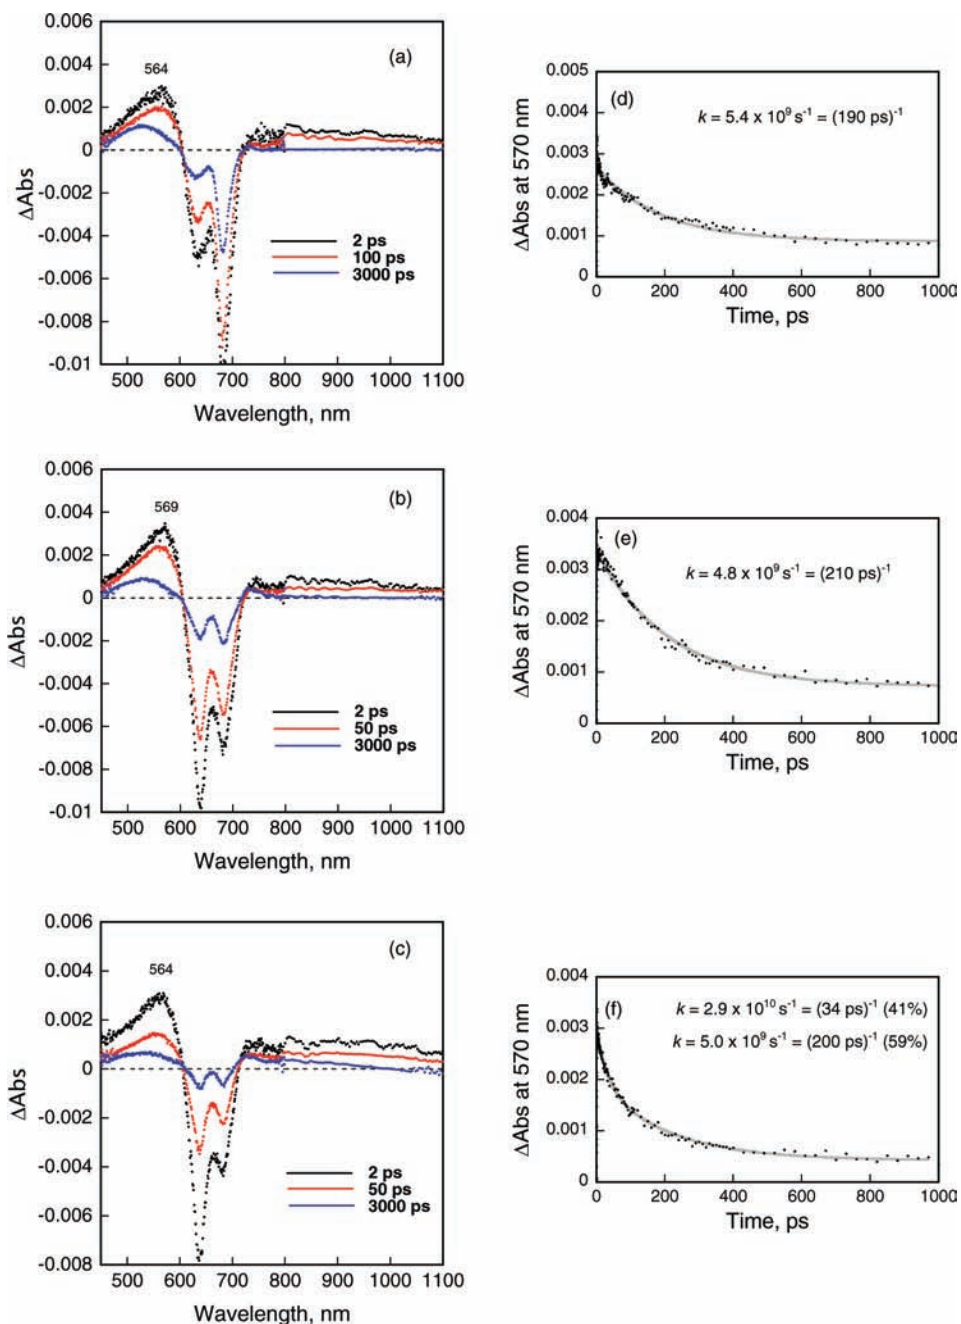 0.006
0.004
0.002
0
-0.002
-0.004
-0.006
-0.008
-0.01
ΔAbs
564
(a)
2 ps
100 ps
3000 ps
500 600 700 800 900 1000 1100
Wavelength, nm
0.005
0.004
0.003
0.002
0.001
0
ΔAbs at 570 nm
(d)
k = 5.4 x 10⁹ s⁻¹ = (190 ps)⁻¹
0 200 400 600 800 1000
Time, ps
0.006
0.004
0.002
0
-0.002
-0.004
-0.006
-0.008
-0.01
ΔAbs
569
(b)
2 ps
50 ps
3000 ps
500 600 700 800 900 1000 1100
Wavelength, nm
0.004
0.003
0.002
0.001
0
ΔAbs at 570 nm
(e)
k = 4.8 x 10⁹ s⁻¹ = (210 ps)⁻¹
0 200 400 600 800 1000
Time, ps
0.006
0.004
0.002
0
-0.002
-0.004
-0.006
-0.008
ΔAbs
564
(c)
2 ps
50 ps
3000 ps
500 600 700 800 900 1000 1100
Wavelength, nm
0.004
0.003
0.002
0.001
0
ΔAbs at 570 nm
(f)
k = 2.9 x 10¹⁰ s⁻¹ = (34 ps)⁻¹ (41%)
k = 5.0 x 10⁹ s⁻¹ = (200 ps)⁻¹ (59%)
0 200 400 600 800 1000
Time, ps